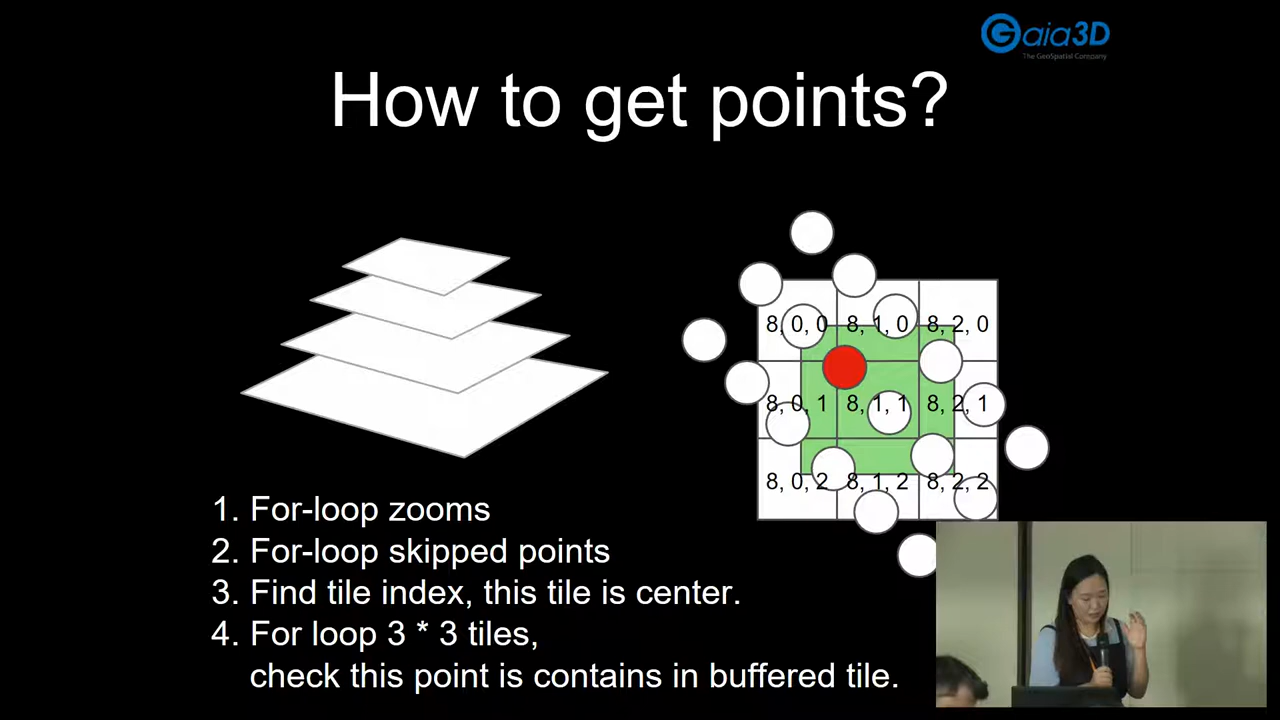 Gaia3D
The GeoSpatial Company
How to get points?
8, 0, 0
8, 1, 0
8, 2, 0
8, 0, 1
8, 1, 1
8, 2, 1
8, 0, 2
8, 1, 2
8, 2, 2
1. For-loop zooms
2. For-loop skipped points
3. Find tile index, this tile is center.
4. For loop 3 * 3 tiles,
check this point is contains in buffered tile.